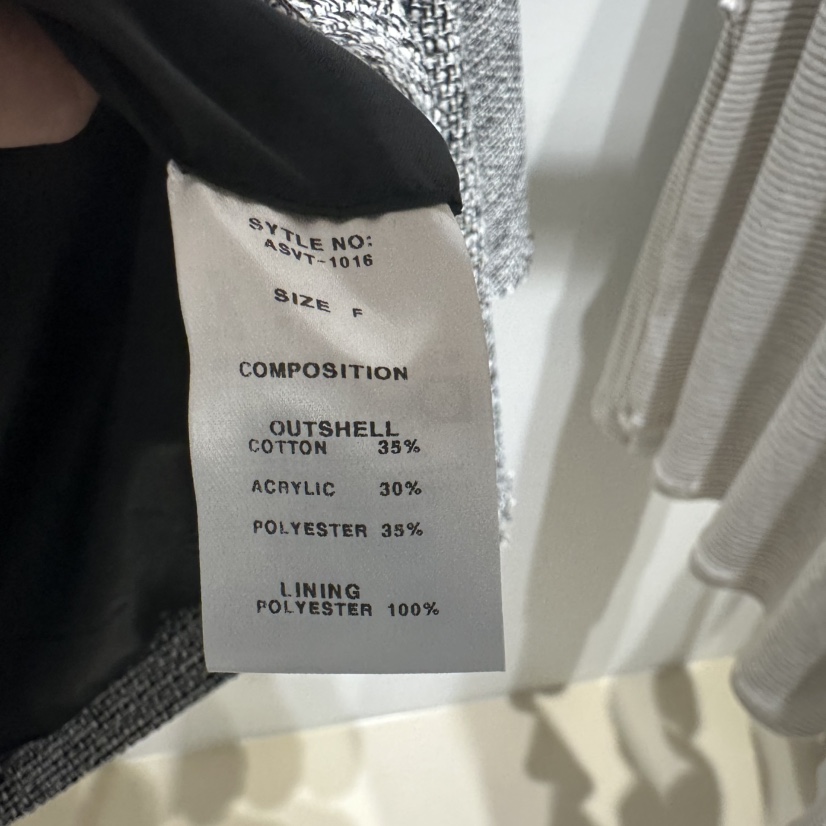 SYTLE NO:
ASVT-1016
SIZE F
COMPOSITION
OUTSHELL
COTTON 35%
ACRYLIC 30%
POLYESTER 35%
LINING
POLYESTER 100%